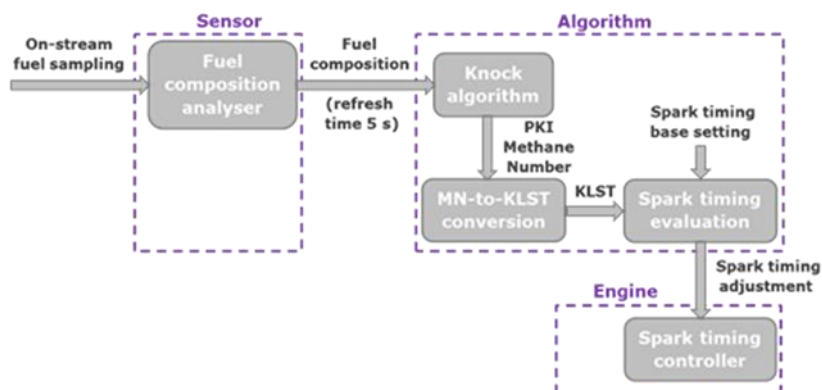 Sensor
Algorithm
On-stream
fuel sampling
Fuel
composition
analyser
Fuel
composition
(refresh
time 5 s)
Knock
algorithm
PKI
Methane
Number
Spark timing
base setting
MN-to-KLST
conversion
KLST
Spark timing
evaluation
Spark timing
adjustment
Engine
Spark timing
controller